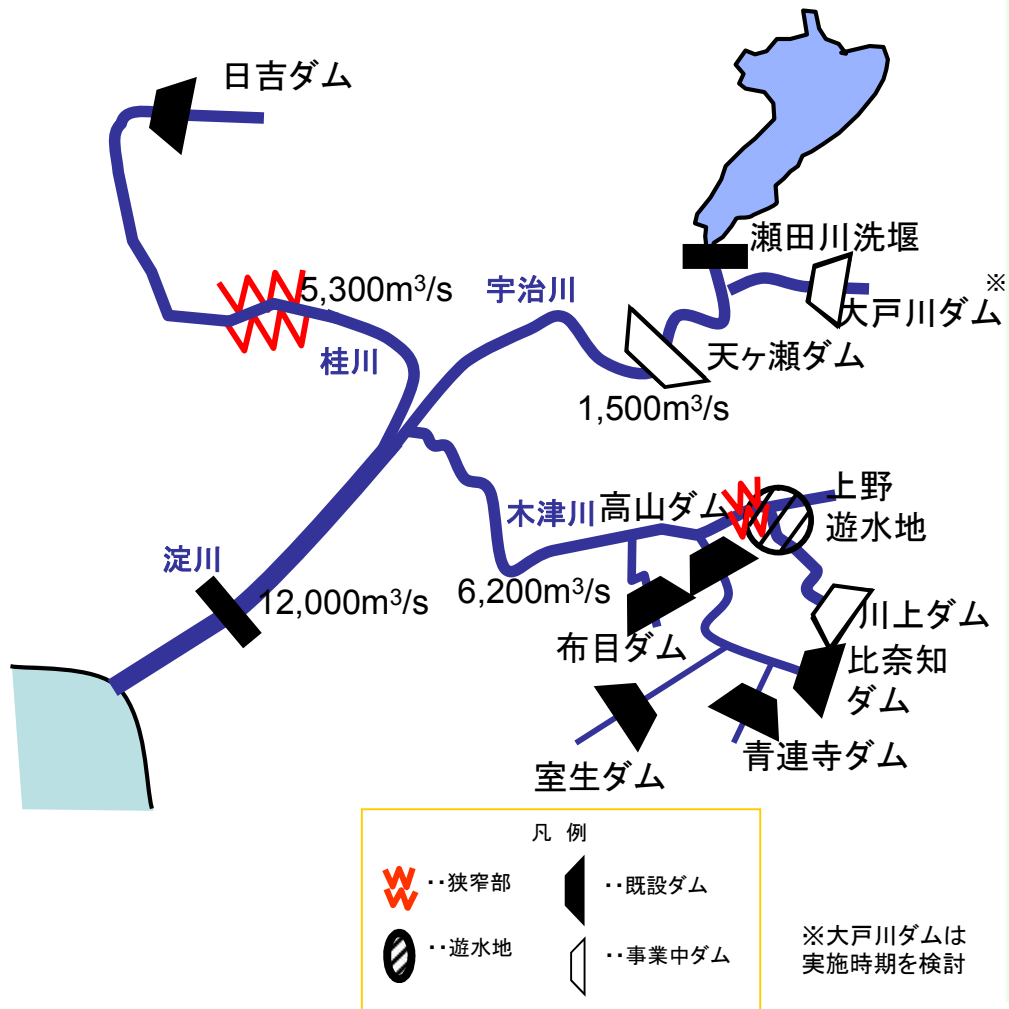 日吉ダム
瀬田川洗堰
※
大戸川ダム
5,300m³/s
宇治川
桂川
天ヶ瀬ダム
1,500m³/s
上野
遊水地
高山ダム
木津川
淀川
12,000m³/s
6,200m³/s
川上ダム
布目ダム
比奈知
ダム
青連寺ダム
室生ダム
凡 例
‥狭窄部
‥既設ダム
‥遊水地
‥事業中ダム
※大戸川ダムは
実施時期を検討